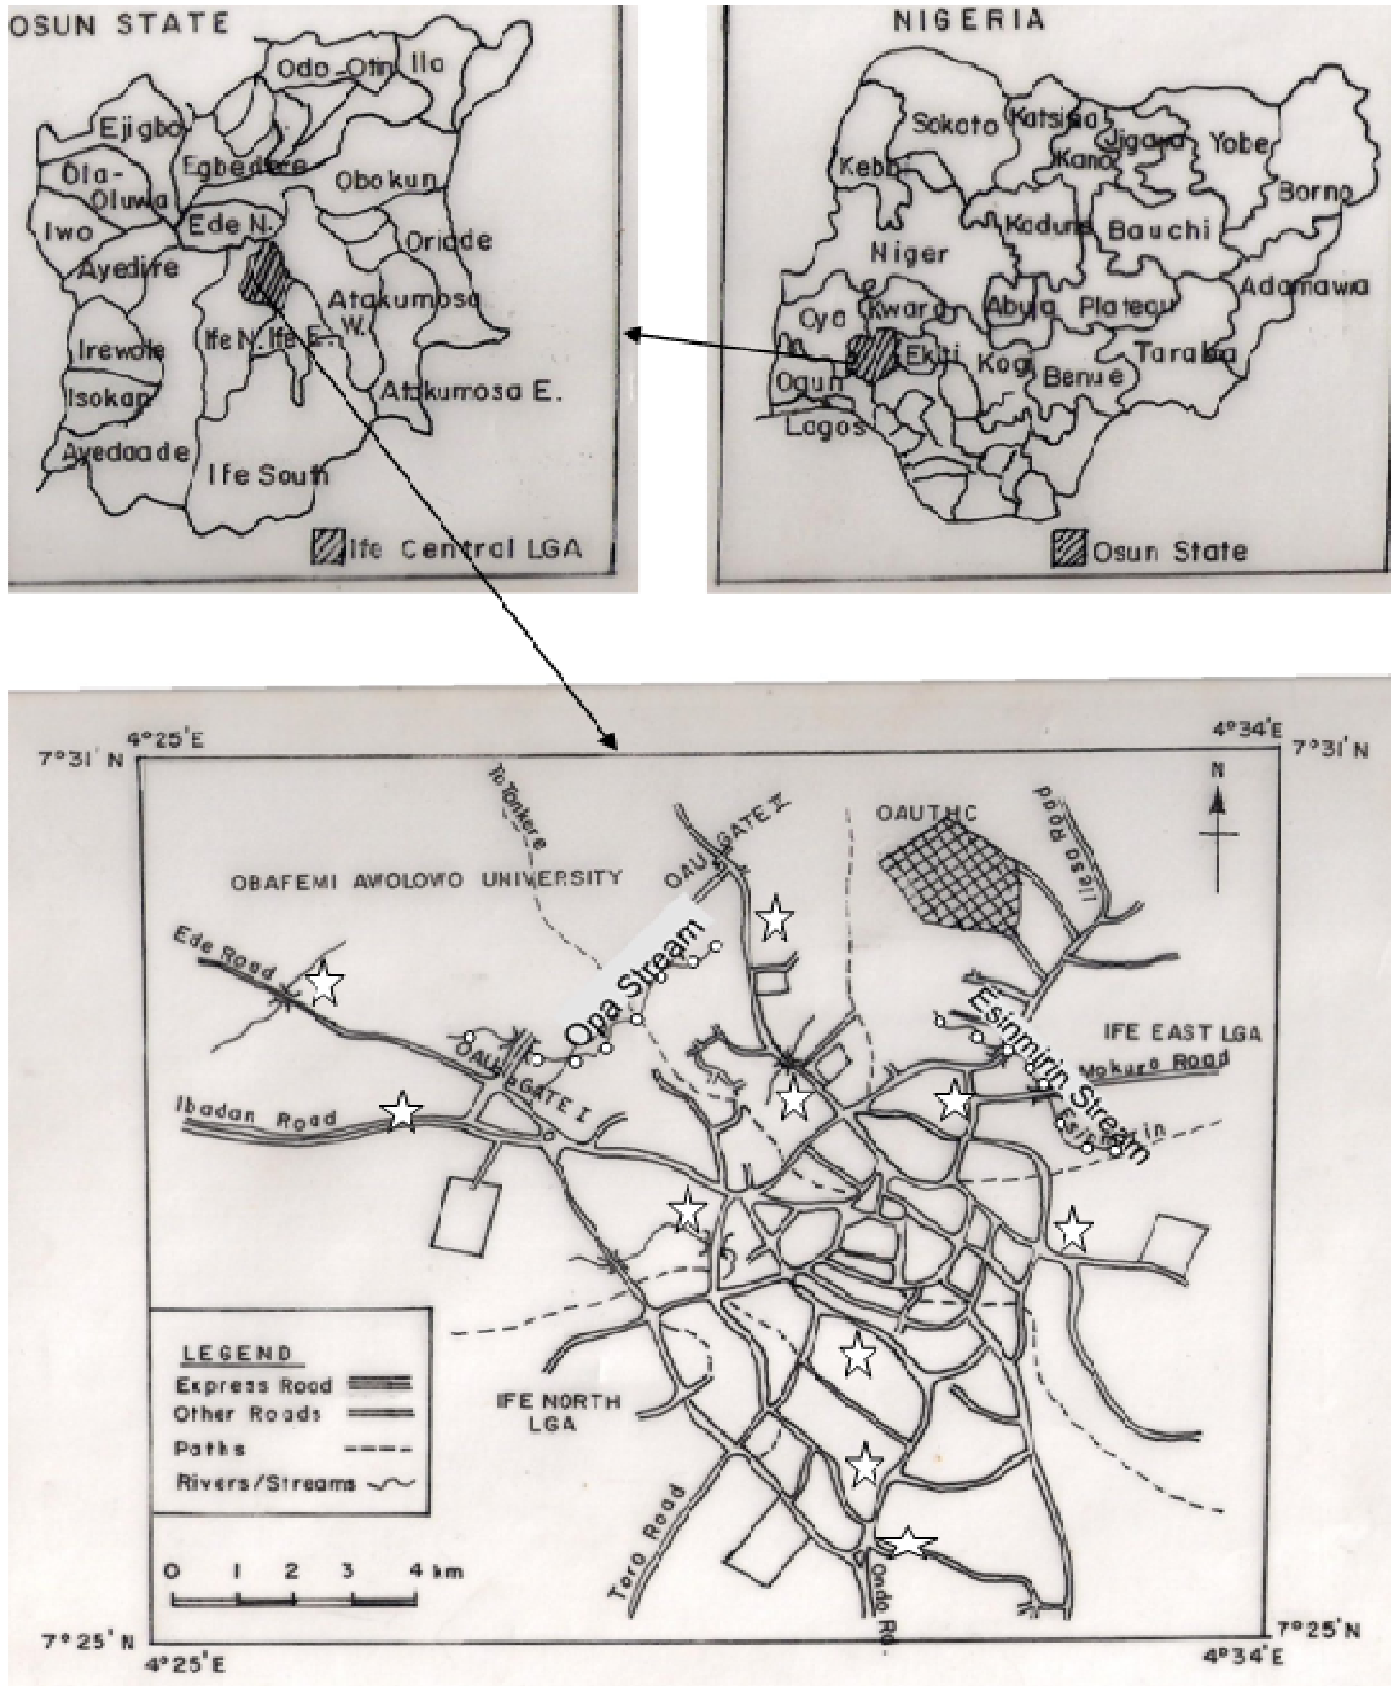 OSUN STATE
Odo-Otin
Ila
Ejigbo
Egbedore
Ola-
Oluwa
Obokun
Iwo
Ede N.
Oriade
Ayedire
Atakumosa
W.
Ife N.
Ife E.
Irewole
Isokan
Atakumosa E.
Ayedaade
Ife South
Ife Central LGA
NIGERIA
Sokoto
Katsina
Jigawa
Yobe
Kano
Kebbi
Borno
Kaduna
Bauchi
Niger
Adamawa
Oyo
Kwara
Abuja
Plateau
Ekiti
Kogi
Taraba
Ogun
Benue
Lagos
Osun State
4°25'E
4°34'E
7°31'N
7°31'N
N
To Tonkere
OAU GATE II
OAUTHC
Ilesa Road
OBAFEMI AWOLOWO UNIVERSITY
Ede Road
Opa Stream
Esinmirin Stream
IFE EAST LGA
OAU GATE I
Mokuro Road
Ibadan Road
LEGEND
Express Road
Other Roads
Paths
Rivers/Streams
IFE NORTH
LGA
0 1 2 3 4 km
Toro Road
Ondo Rd
7°25'N
7°25'N
4°25'E
4°34'E